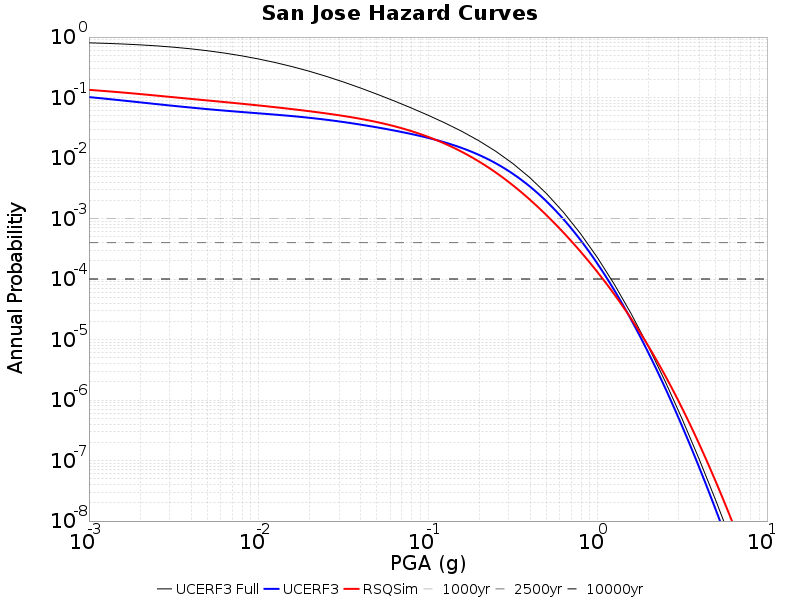 San Jose Hazard Curves
Annual Probabilitiy
10^0
10^-1
10^-2
10^-3
10^-4
10^-5
10^-6
10^-7
10^-8
10^-3 10^-2 10^-1 10^0 10^1
PGA (g)
UCERF3 Full UCERF3 RSQSim 1000yr 2500yr 10000yr